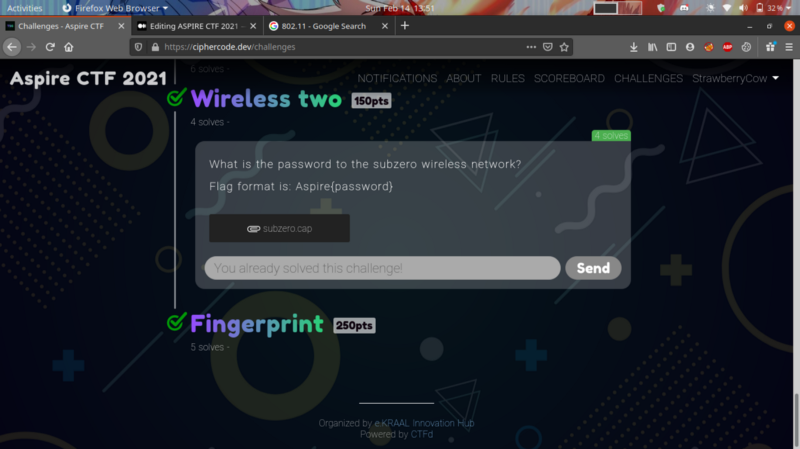 Activities
Firefox Web Browser
Sun Feb 14 13:51
32 %
Challenges - Aspire CTF
Editing ASPIRE CTF 2021 -
802.11 - Google Search
https://ciphercode.dev/challenges
6 solves -
Aspire CTF 2021
NOTIFICATIONS
ABOUT
RULES
SCOREBOARD
CHALLENGES
StrawberryCow
Wireless two
150pts
4 solves -
4 solves
What is the password to the subzero wireless network?
Flag format is: Aspire{password}
subzero.cap
You already solved this challenge!
Send
Fingerprint
250pts
5 solves -
Organized by e.KRAAL Innovation Hub
Powered by CTFd